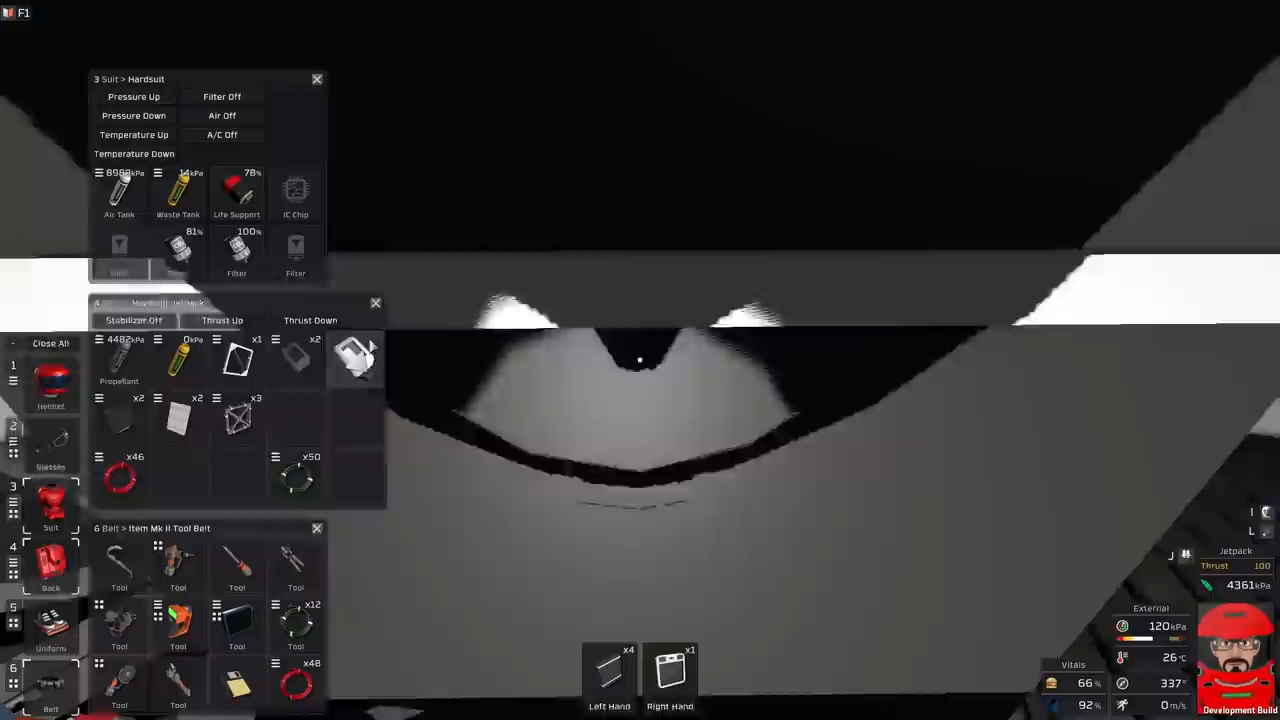 F1
3 Suit > Hardsuit
Pressure Up
Filter Off
Pressure Down
Air Off
Temperature Up
A/C Off
Temperature Down
14kPa
78%
Air Tank
Waste Tank
Life Support
IC Chip
81%
100%
Filter
Filter
4
Stabilizer Off
Thrust Up
Thrust Down
4482kPa
0kPa
x1
x2
Propellant
x2
x2
x3
x46
x50
Close All
1
Helmet
2
Glasses
3
Suit
4
Back
5
Uniform
6
Belt
6 Belt > Item Mk II Tool Belt
Tool
Tool
Tool
Tool
x12
Tool
Tool
Tool
Tool
x48
Tool
Tool
x4
x1
Left Hand
Right Hand
I
L
J
Jetpack
Thrust 100
4361kPa
External
120kPa
26°C
337°
0m/s
Vitals
66%
92%
Development Build